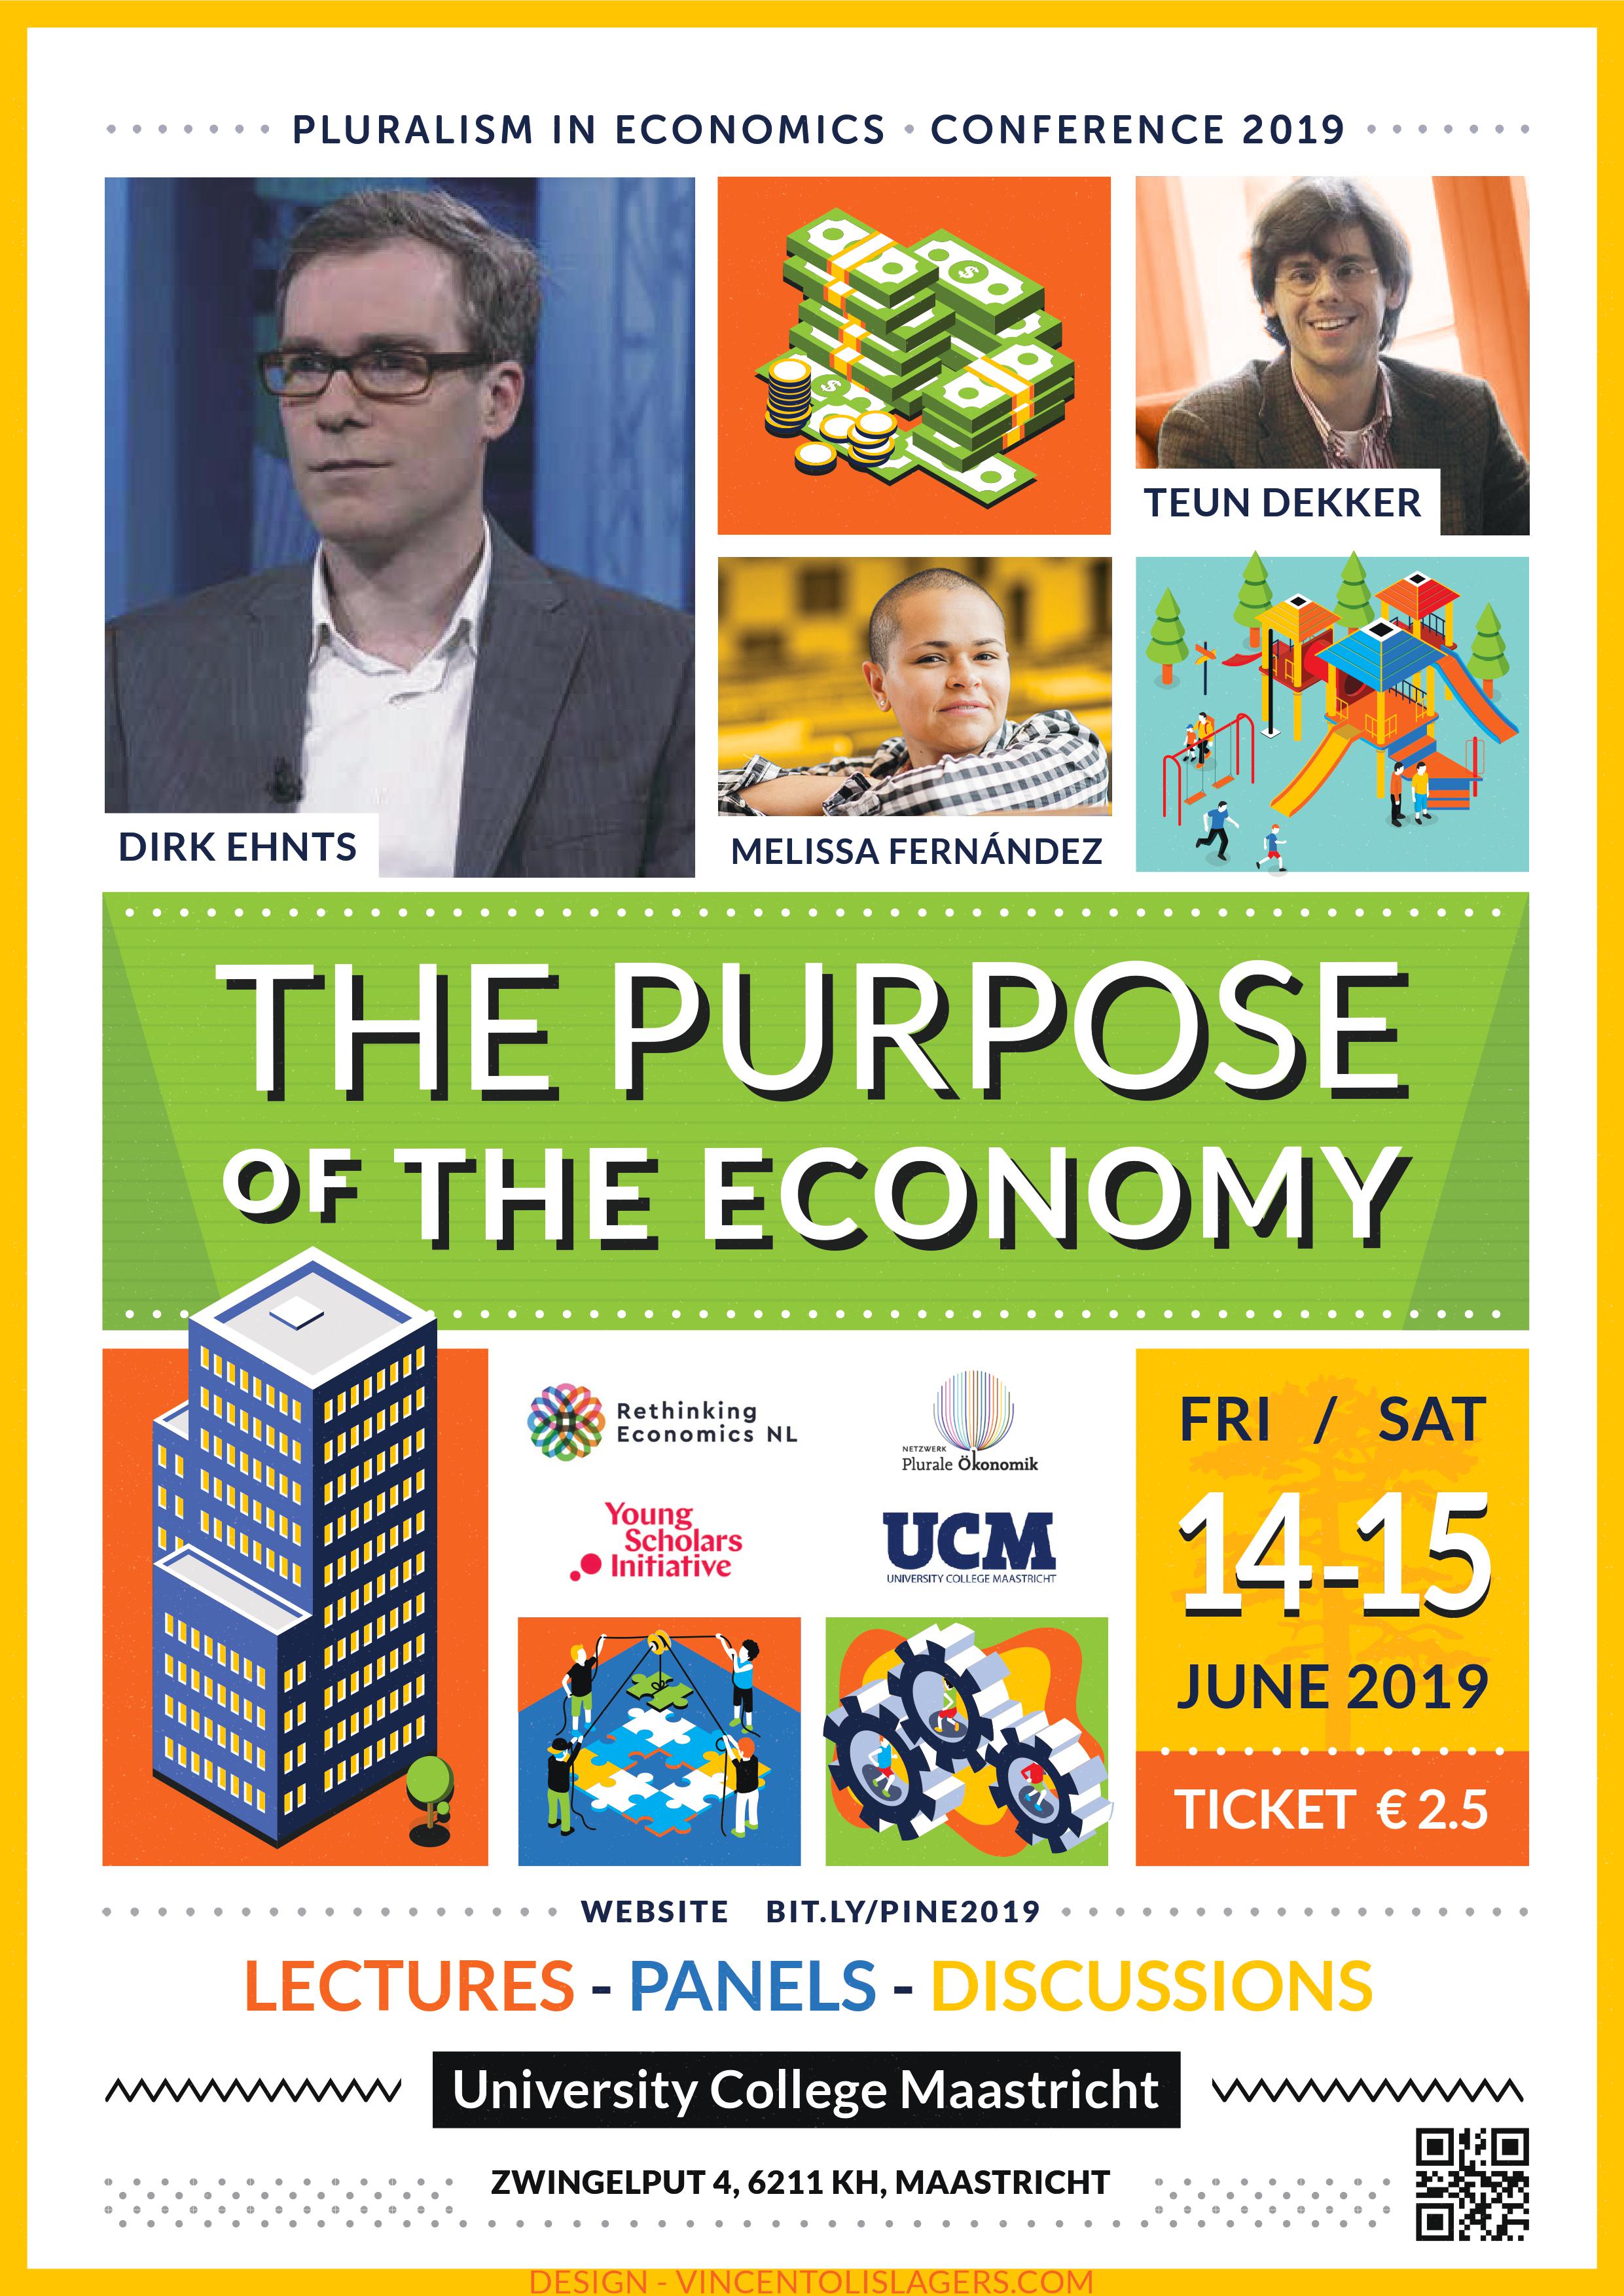 PLURALISM IN ECONOMICS · CONFERENCE 2019
TEUN DEKKER
DIRK EHNTS
MELISSA FERNÁNDEZ
THE PURPOSE
OF THE ECONOMY
Rethinking
Economics NL
NETZWERK
Plurale Ökonomik
Young
Scholars
Initiative
UCM
UNIVERSITY COLLEGE MAASTRICHT
FRI / SAT
14-15
JUNE 2019
TICKET € 2.5
WEBSITE BIT.LY/PINE2019
LECTURES - PANELS - DISCUSSIONS
University College Maastricht
ZWINGELPUT 4, 6211 KH, MAASTRICHT
DESIGN - VINCENTOLISLAGERS.COM